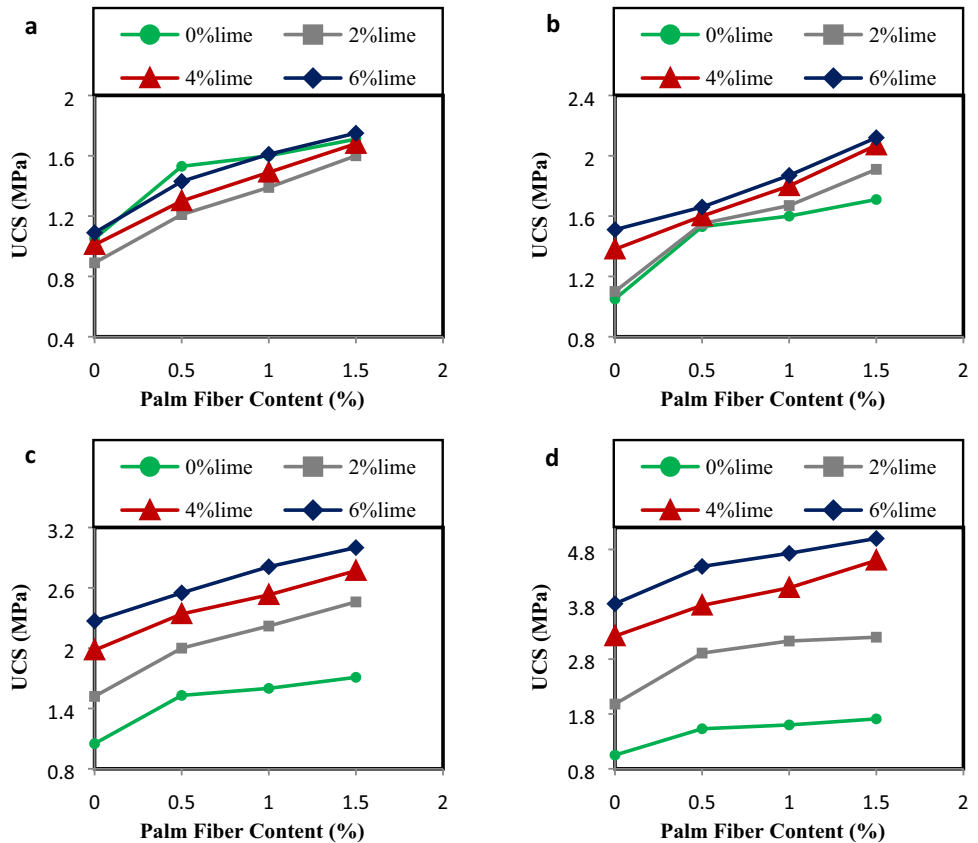 a
0%lime 2%lime
4%lime 6%lime
2
1.6
1.2
0.8
0.4
UCS (MPa)
0 0.5 1 1.5 2
Palm Fiber Content (%)
b
0%lime 2%lime
4%lime 6%lime
2.4
2
1.6
1.2
0.8
UCS (MPa)
0 0.5 1 1.5 2
Palm Fiber Content (%)
c
0%lime 2%lime
4%lime 6%lime
3.2
2.6
2
1.4
0.8
UCS (MPa)
0 0.5 1 1.5 2
Palm Fiber Content (%)
d
0%lime 2%lime
4%lime 6%lime
4.8
3.8
2.8
1.8
0.8
UCS (MPa)
0 0.5 1 1.5 2
Palm Fiber Content (%)